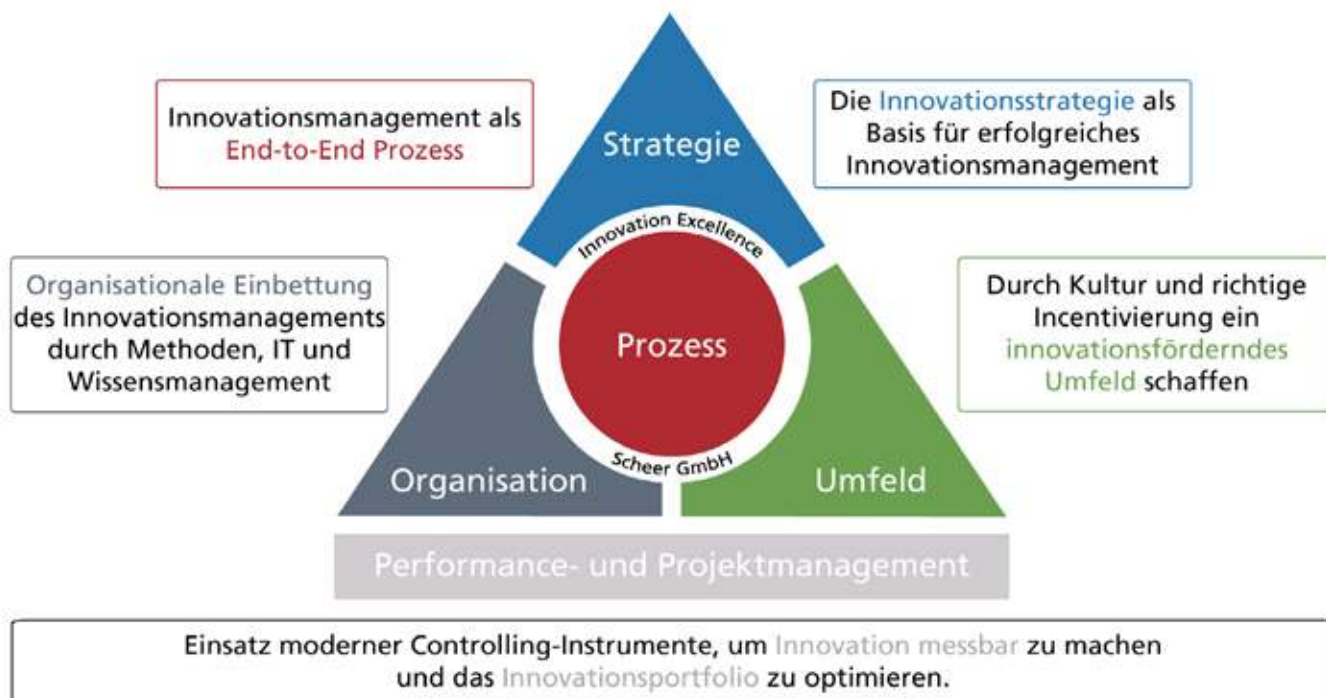 Innovationsmanagement als
End-to-End Prozess
Die Innovationsstrategie als
Basis für erfolgreiches
Innovationsmanagement
Strategie
Innovation Excellence
Organisationale Einbettung
des Innovationsmanagements
durch Methoden, IT und
Wissensmanagement
Prozess
Durch Kultur und richtige
Incentivierung ein
innovationsförderndes
Umfeld schaffen
Scheer GmbH
Organisation
Umfeld
Performance- und Projektmanagement
Einsatz moderner Controlling-Instrumente, um Innovation messbar zu machen
und das Innovationsportfolio zu optimieren.